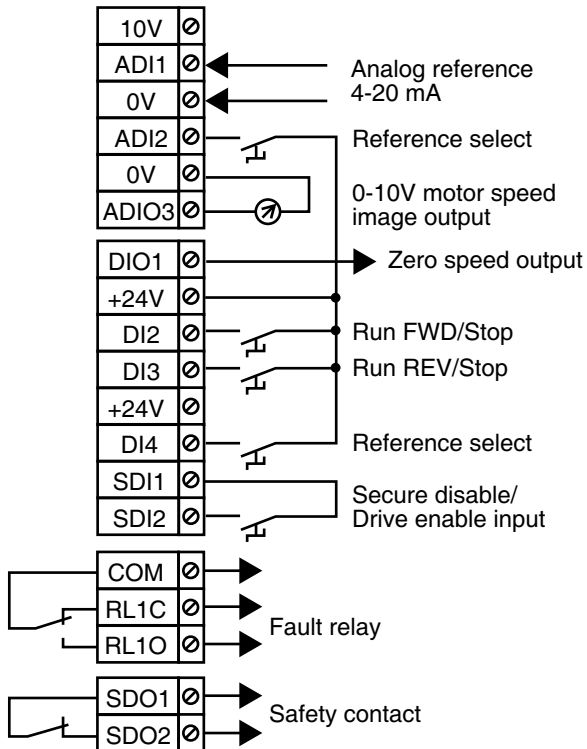 10V
ADI1
Analog reference
0V
4-20 mA
ADI2
Reference select
0V
0-10V motor speed
ADIO3
image output
DIO1
Zero speed output
+24V
DI2
Run FWD/Stop
DI3
Run REV/Stop
+24V
DI4
Reference select
SDI1
Secure disable/
SDI2
Drive enable input
COM
RL1C
Fault relay
RL1O
SDO1
Safety contact
SDO2